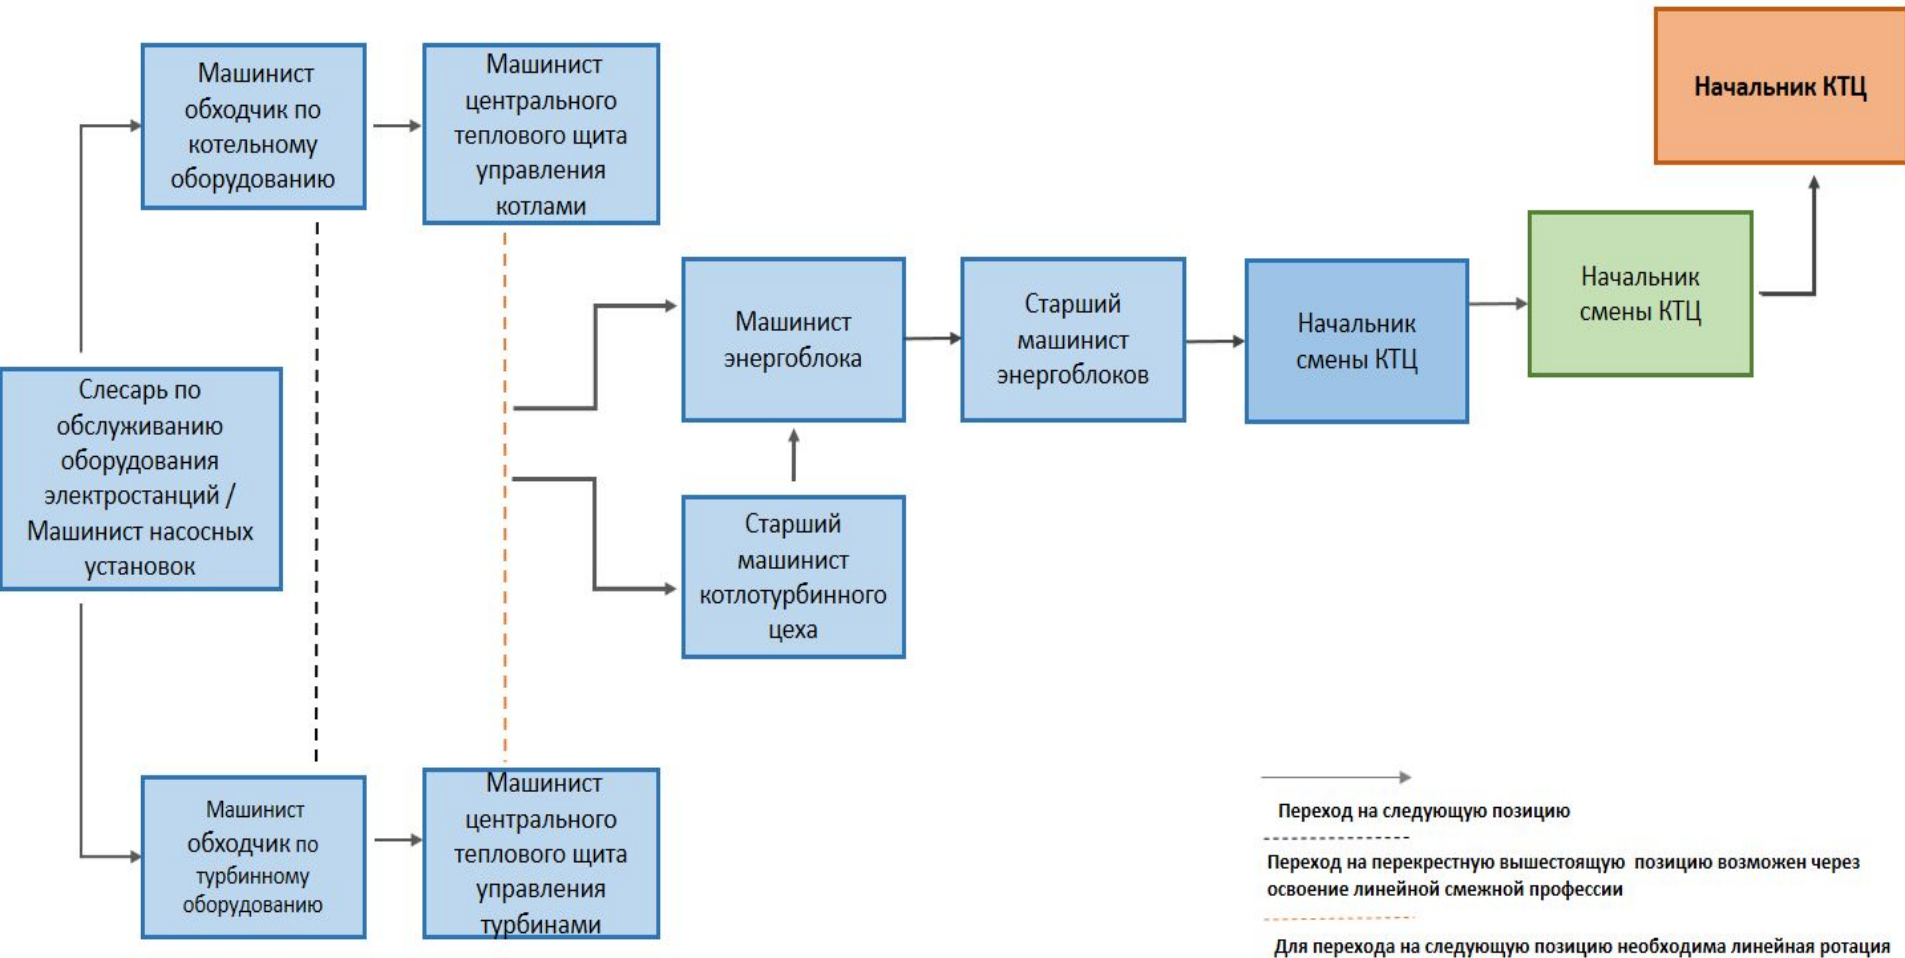 Начальник КТЦ
Машинист
обходчик по
котельному
оборудованию
Машинист
центрального
теплового щита
управления
котлами
Машинист
энергоблока
Старший
машинист
энергоблоков
Начальник
смены КТЦ
Начальник
смены КТЦ
Слесарь по
обслуживанию
оборудования
электростанций /
Машинист насосных
установок
Старший
машинист
котлотурбинного
цеха
Машинист
обходчик по
турбинному
оборудованию
Машинист
центрального
теплового щита
управления
турбинами
Переход на следующую позицию
Переход на перекрестную вышестоящую позицию возможен через
освоение линейной смежной профессии
Для перехода на следующую позицию необходима линейная ротация